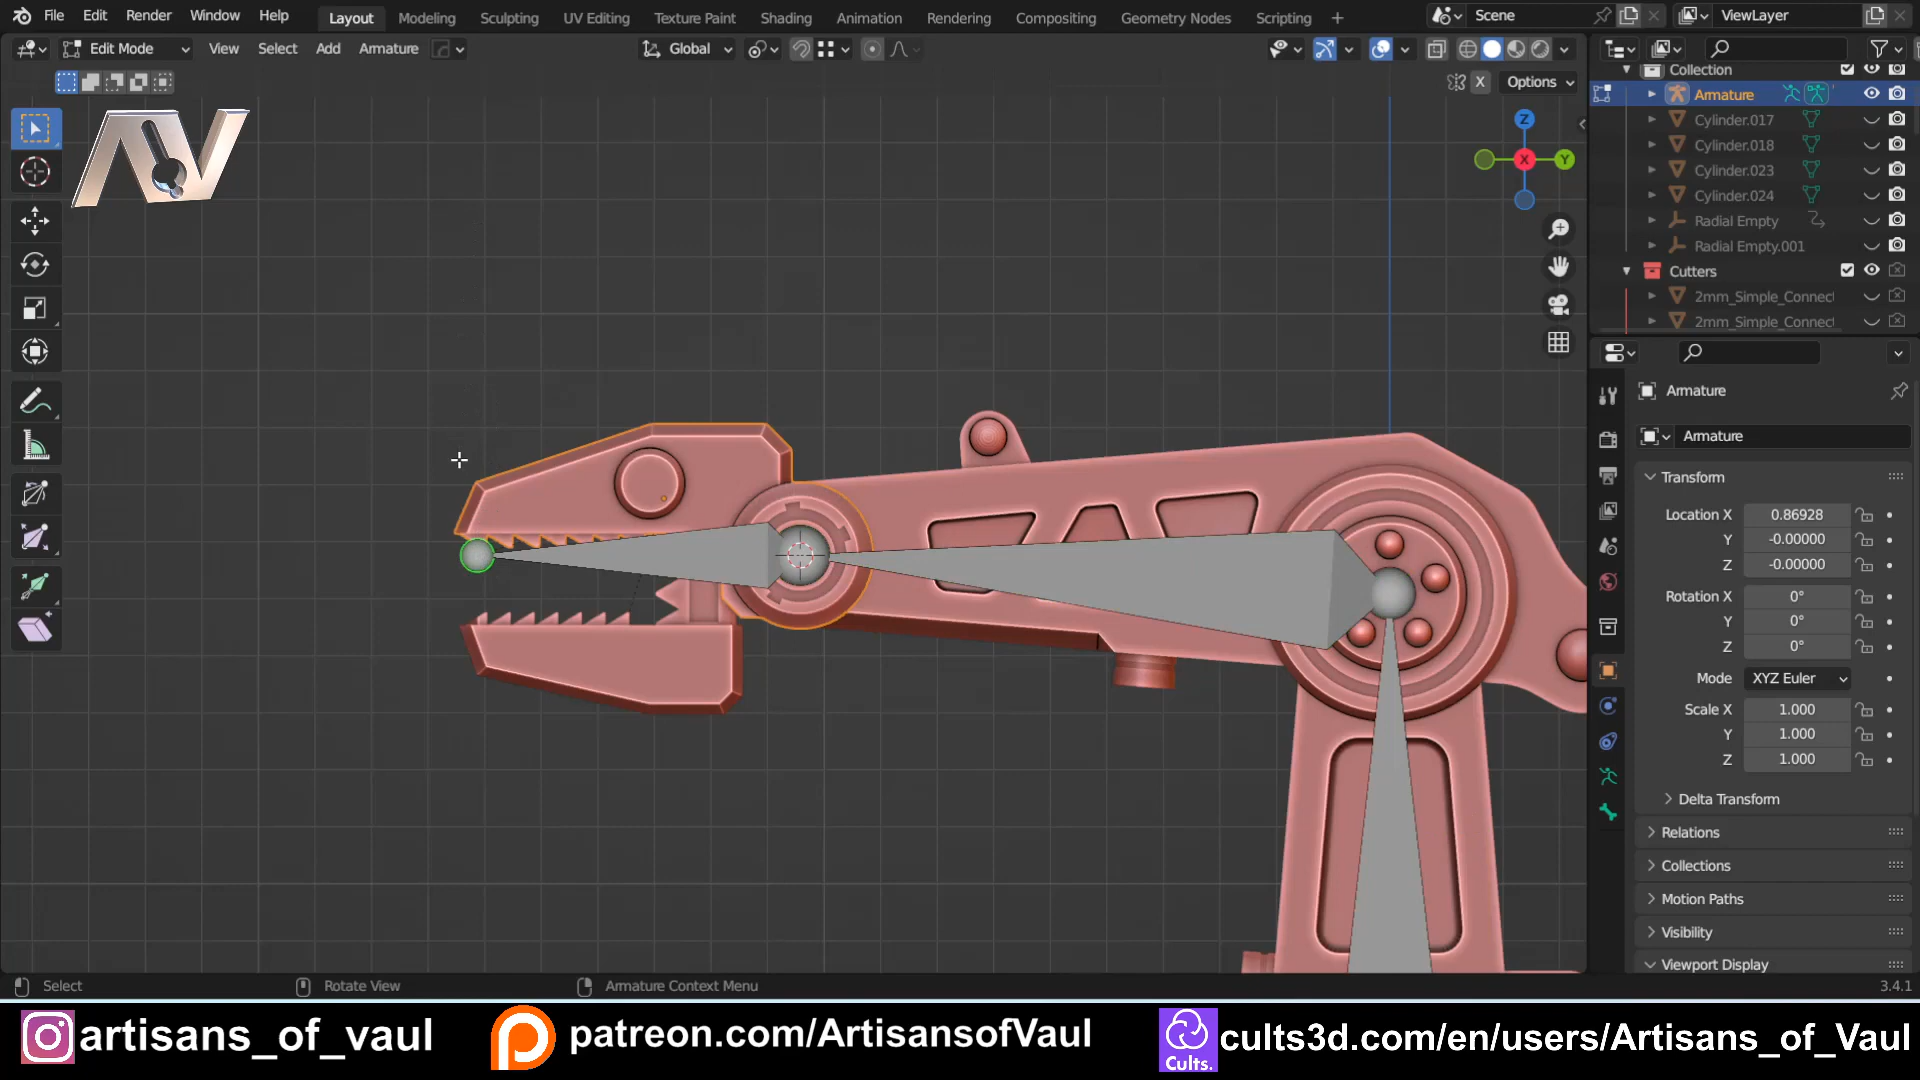 File Edit Render Window Help Layout Modeling Sculpting UV Editing Texture Paint Shading Animation Rendering Compositing Geometry Nodes Scripting + Scene ViewLayer
Edit Mode View Select Add Armature Global
X Options
Collection
Armature
Cylinder.017
Cylinder.018
Cylinder.023
Cylinder.024
Radial Empty
Radial Empty.001
Cutters
2mm_Simple_Connect
2mm_Simple_Connect
Z
X
Y
Armature
Armature
Transform
Location X 0.86928
Y -0.00000
Z -0.00000
Rotation X 0°
Y 0°
Z 0°
Mode XYZ Euler
Scale X 1.000
Y 1.000
Z 1.000
Delta Transform
Relations
Collections
Motion Paths
Visibility
Viewport Display
Select Rotate View Armature Context Menu 3.4.1
artisans_of_vaul patreon.com/ArtisansofVaul Cults. cults3d.com/en/users/Artisans_of_Vaul